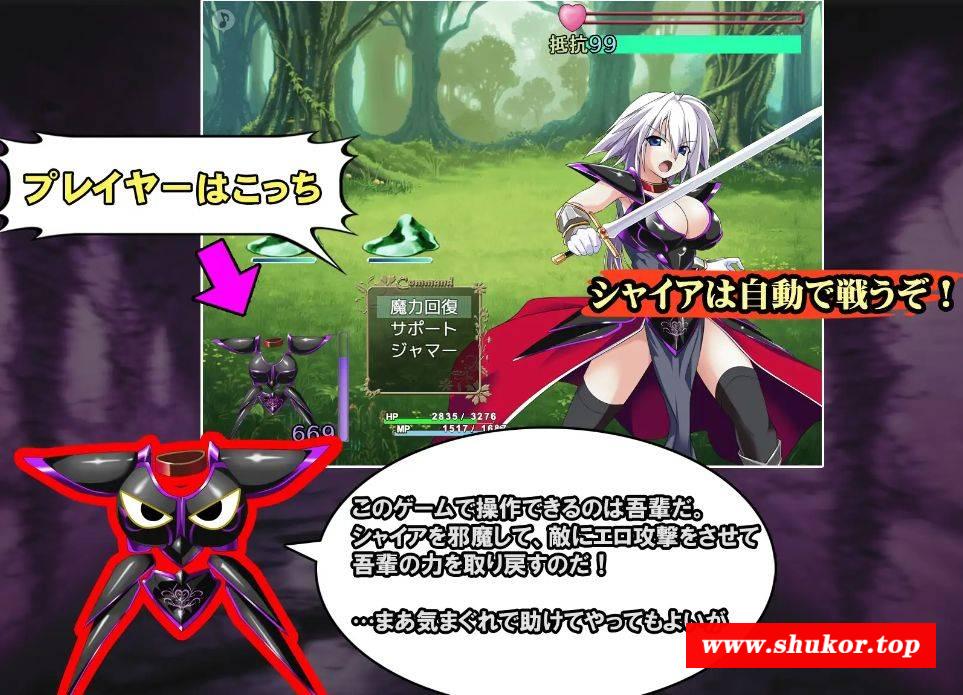 抵抗99
プレイヤーはこっち
Command
魔力回復
サポート
ジャマー
シャイアは自動で戦うぞ！
669
HP 2835/ 3276
MP 1517/ 1687
このゲームで操作できるのは吾輩だ。
シャイアを邪魔して、敵にエロ攻撃をさせて
吾輩の力を取り戻すのだ！
…まあ気まぐれで助けてやってもよいが
www.shukor.top